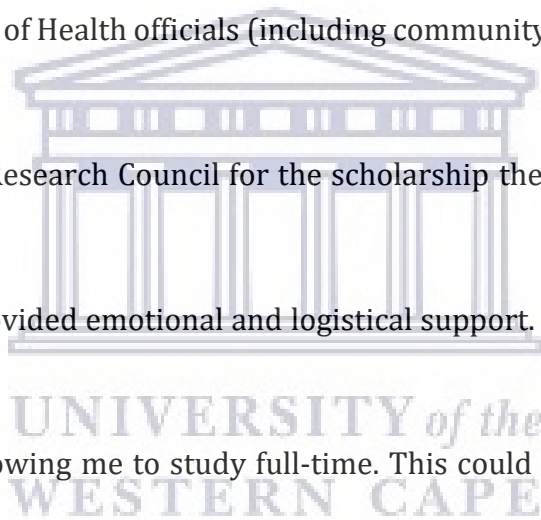 of Health officials (including community
Research Council for the scholarship the
ovided emotional and logistical support.
UNIVERSITY of the
owing me to study full-time. This could
WESTERN CAPE